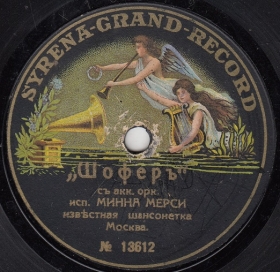 SYRENA-GRAND-RECORD
„Шоферъ“
съ акк. орк.
исп. МИННА МЕРСИ
извѣстная шансонетка
Москва.
№ 13612